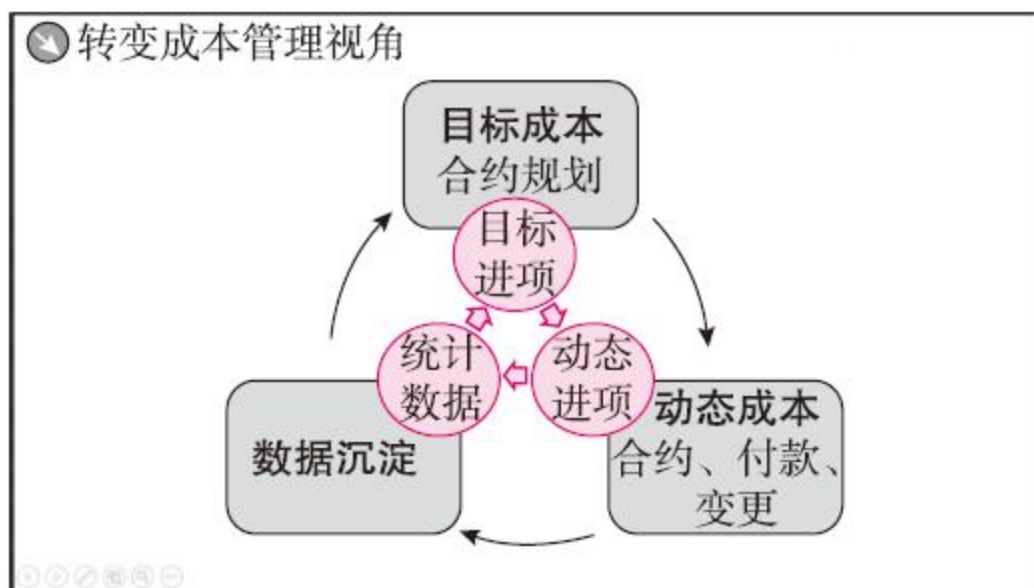 转变成本管理视角
目标成本
合约规划
目标
进项
统计
数据
动态
进项
数据沉淀
动态成本
合约、付款、
变更